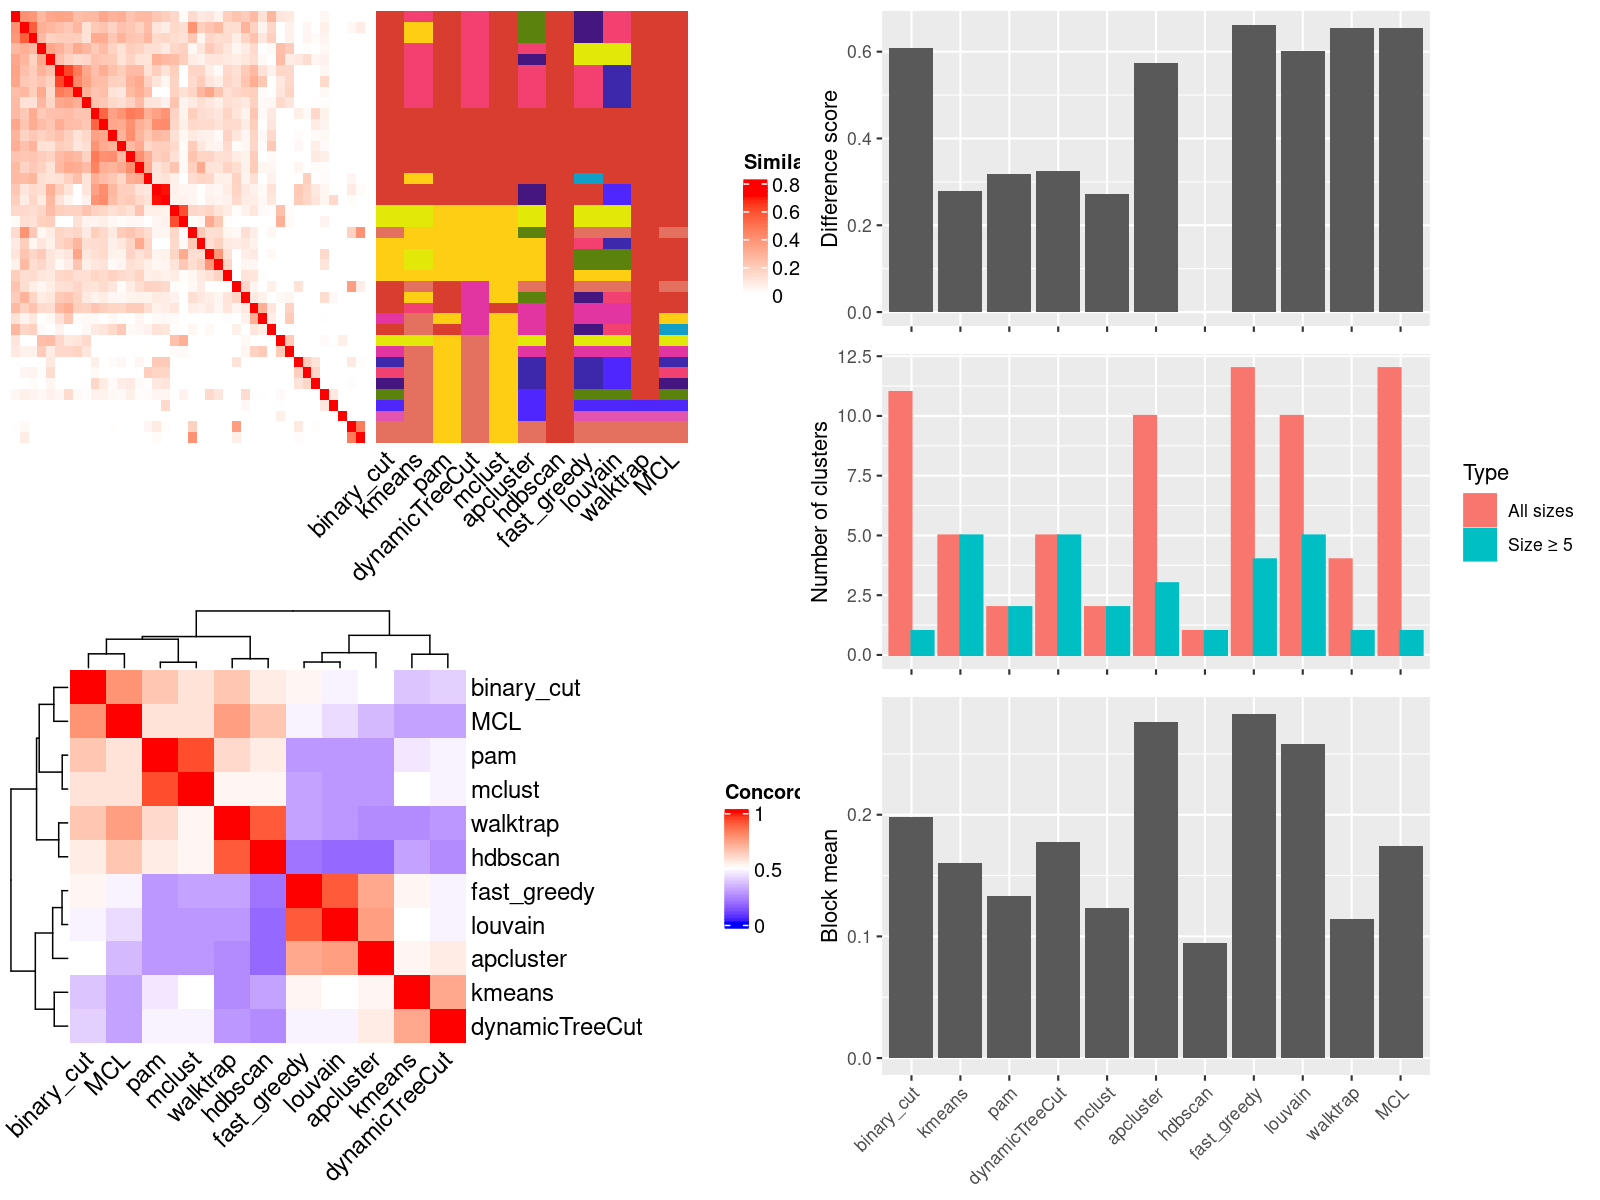 Simila
0.8
0.6
0.4
0.2
0
binary_cut
kmeans
pam
dynamicTreeCut
mclust
apcluster
hdbscan
fast_greedy
louvain
walktrap
MCL
binary_cut
MCL
pam
mclust
walktrap
hdbscan
fast_greedy
louvain
apcluster
kmeans
dynamicTreeCut
binary_cut
MCL
pam
mclust
walktrap
hdbscan
fast_greedy
louvain
apcluster
kmeans
dynamicTreeCut
Concord
1
0.5
0
Difference score
0.6
0.4
0.2
0.0
Number of clusters
12.5
10.0
7.5
5.0
2.5
0.0
Type
All sizes
Size ≥ 5
Block mean
0.2
0.1
0.0
binary_cut
kmeans
pam
dynamicTreeCut
mclust
apcluster
hdbscan
fast_greedy
louvain
walktrap
MCL